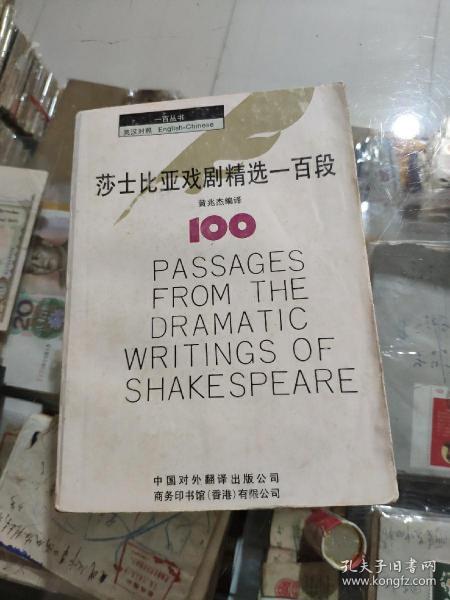 一百丛书
英汉对照 English-Chinese
莎士比亚戏剧精选一百段
黄兆杰编译
100
PASSAGES
FROM THE
DRAMATIC
WRITINGS OF
SHAKESPEARE
中国对外翻译出版公司
商务印书馆(香港)有限公司
20
孔夫子旧书网
www.kongfz.com